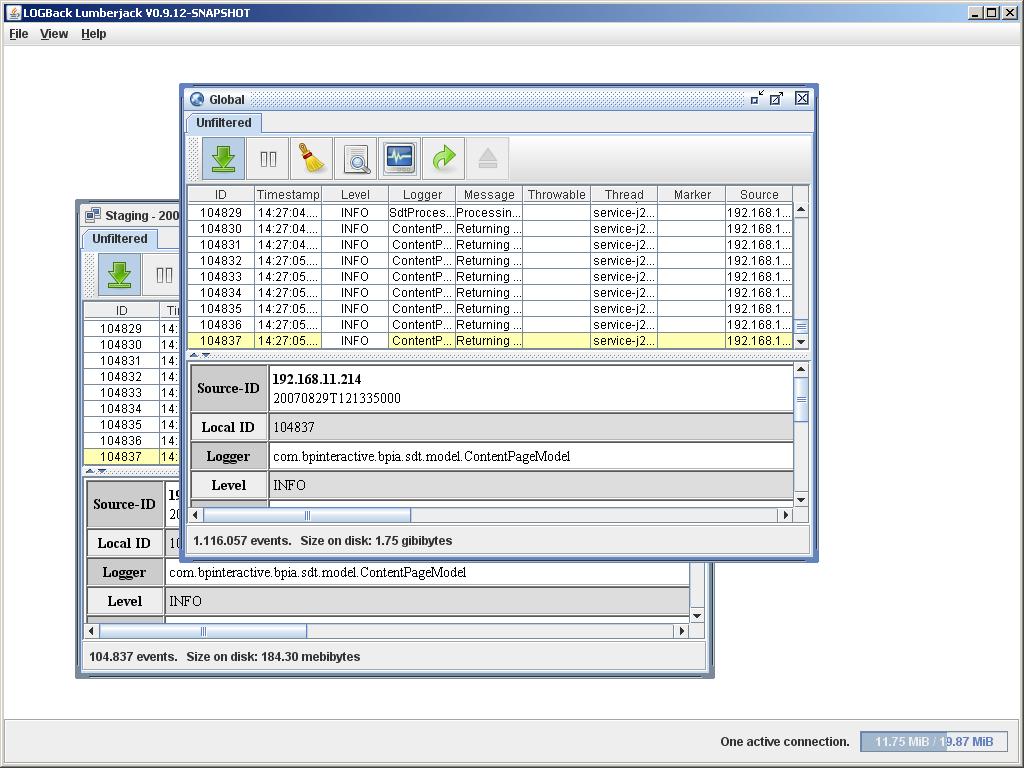 LOGBack Lumberjack V0.9.12-SNAPSHOT
File View Help
Global
Unfiltered
ID Timestamp Level Logger Message Throwable Thread Marker Source
104829 14:27:04.... INFO SdtProces... Processin... service-j2... 192.168.1...
104830 14:27:04.... INFO ContentP... Returning ... service-j2... 192.168.1...
104831 14:27:04.... INFO ContentP... Returning ... service-j2... 192.168.1...
104832 14:27:05.... INFO ContentP... Returning ... service-j2... 192.168.1...
104833 14:27:05.... INFO ContentP... Returning ... service-j2... 192.168.1...
104834 14:27:05.... INFO ContentP... Returning ... service-j2... 192.168.1...
104835 14:27:05.... INFO ContentP... Returning ... service-j2... 192.168.1...
104836 14:27:05.... INFO ContentP... Returning ... service-j2... 192.168.1...
104837 14:27:05.... INFO ContentP... Returning ... service-j2... 192.168.1...
Source-ID 192.168.11.214
20070829T121335000
Local ID 104837
Logger com.bpinteractive.bpia.sdt.model.ContentPageModel
Level INFO
1.116.057 events. Size on disk: 1.75 gibibytes
Staging - 200
Unfiltered
ID Ti
104829 14:
104830 14:
104831 14:
104832 14:
104833 14:
104834 14:
104835 14:
104836 14:
104837 14:
Source-ID 19
20
Local ID 10
Logger com.bpinteractive.bpia.sdt.model.ContentPageModel
Level INFO
104.837 events. Size on disk: 184.30 mebibytes
One active connection. 11.75 MiB / 19.87 MiB